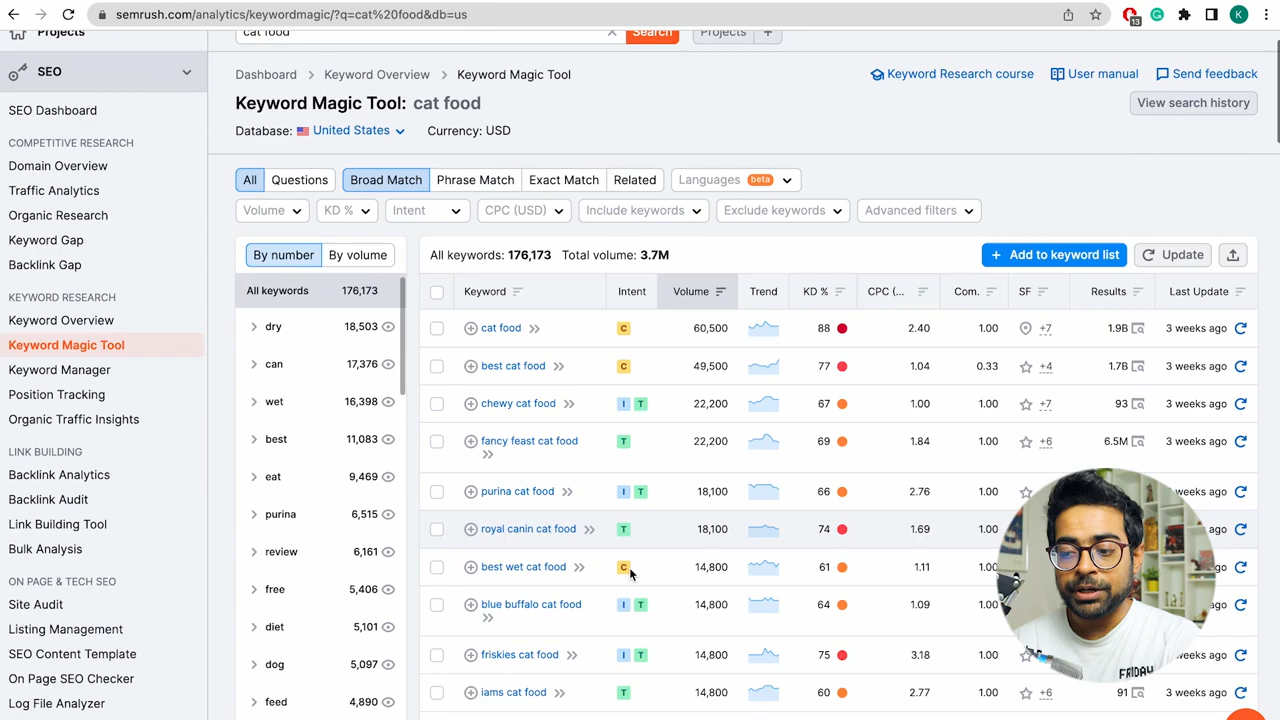 semrush.com/analytics/keywordmagic/?q=cat%20food&db=us
13
K
Projects
cat food
Search
Projects
SEO
Dashboard
Keyword Overview
Keyword Magic Tool
Keyword Research course
User manual
Send feedback
Keyword Magic Tool: cat food
View search history
Database: United States
Currency: USD
SEO Dashboard
COMPETITIVE RESEARCH
Domain Overview
Traffic Analytics
Organic Research
Keyword Gap
Backlink Gap
KEYWORD RESEARCH
Keyword Overview
Keyword Magic Tool
Keyword Manager
Position Tracking
Organic Traffic Insights
LINK BUILDING
Backlink Analytics
Backlink Audit
Link Building Tool
Bulk Analysis
ON PAGE & TECH SEO
Site Audit
Listing Management
SEO Content Template
On Page SEO Checker
Log File Analyzer
All Questions Broad Match Phrase Match Exact Match Related Languages beta
Volume KD % Intent CPC (USD) Include keywords Exclude keywords Advanced filters
By number By volume
All keywords 176,173
dry 18,503
can 17,376
wet 16,398
best 11,083
eat 9,469
purina 6,515
review 6,161
free 5,406
diet 5,101
dog 5,097
feed 4,890
All keywords: 176,173 Total volume: 3.7M
+ Add to keyword list
Update
Keyword Intent Volume Trend KD % CPC (... Com. SF Results Last Update
cat food C 60,500 88 2.40 1.00 +7 1.9B 3 weeks ago
best cat food C 49,500 77 1.04 0.33 +4 1.7B 3 weeks ago
chewy cat food I T 22,200 67 1.00 1.00 +7 93 3 weeks ago
fancy feast cat food T 22,200 69 1.84 1.00 +6 6.5M 3 weeks ago
purina cat food I T 18,100 66 2.76 1.00 weeks ago
royal canin cat food T 18,100 74 1.69 1.00 weeks ago
best wet cat food C 14,800 61 1.11 1.00 weeks ago
blue buffalo cat food I T 14,800 64 1.09 1.00 weeks ago
friskies cat food I T 14,800 75 3.18 1.00 weeks ago
iams cat food T 14,800 60 2.77 1.00 +6 91 3 weeks ago
FRIDAY